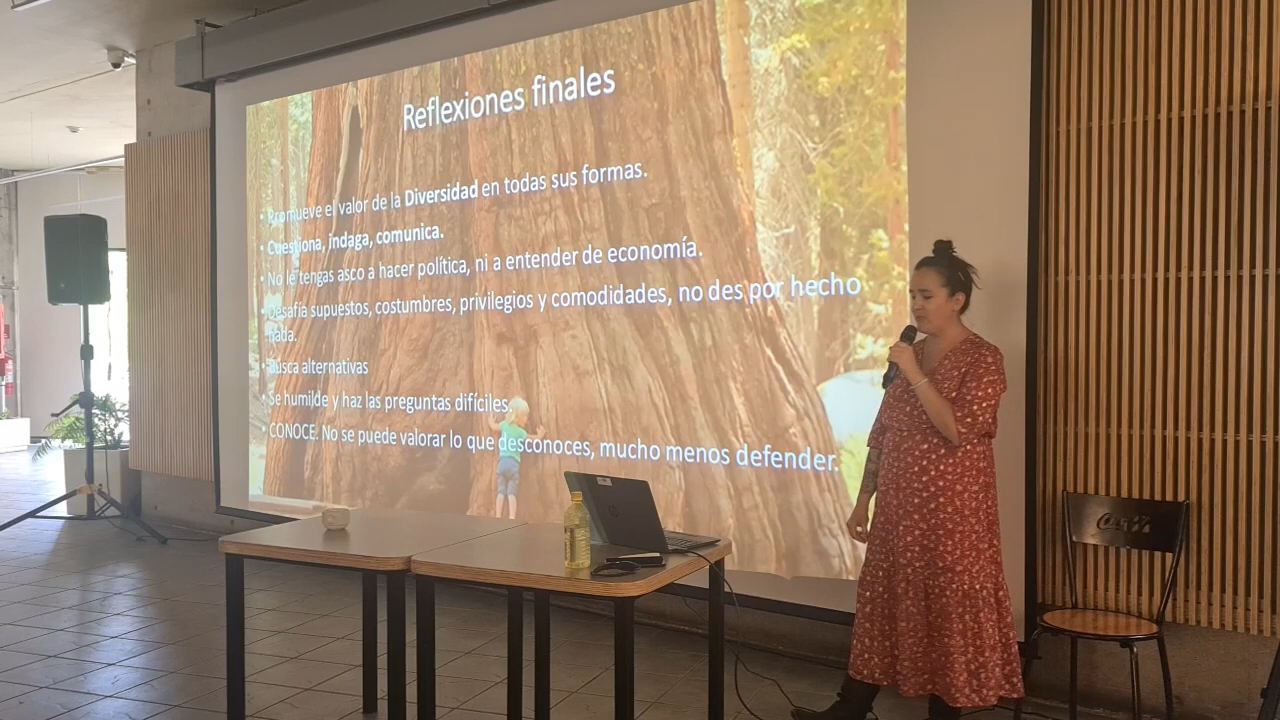 Reflexiones finales
• Promueve el valor de la Diversidad en todas sus formas.
• Cuestiona, indaga, comunica.
• No le tengas asco a hacer política, ni a entender de economía.
• Desafía supuestos, costumbres, privilegios y comodidades, no des por hecho
nada.
• Busca alternativas
• Se humilde y haz las preguntas difíciles.
• CONOCE. No se puede valorar lo que desconoces, mucho menos defender.